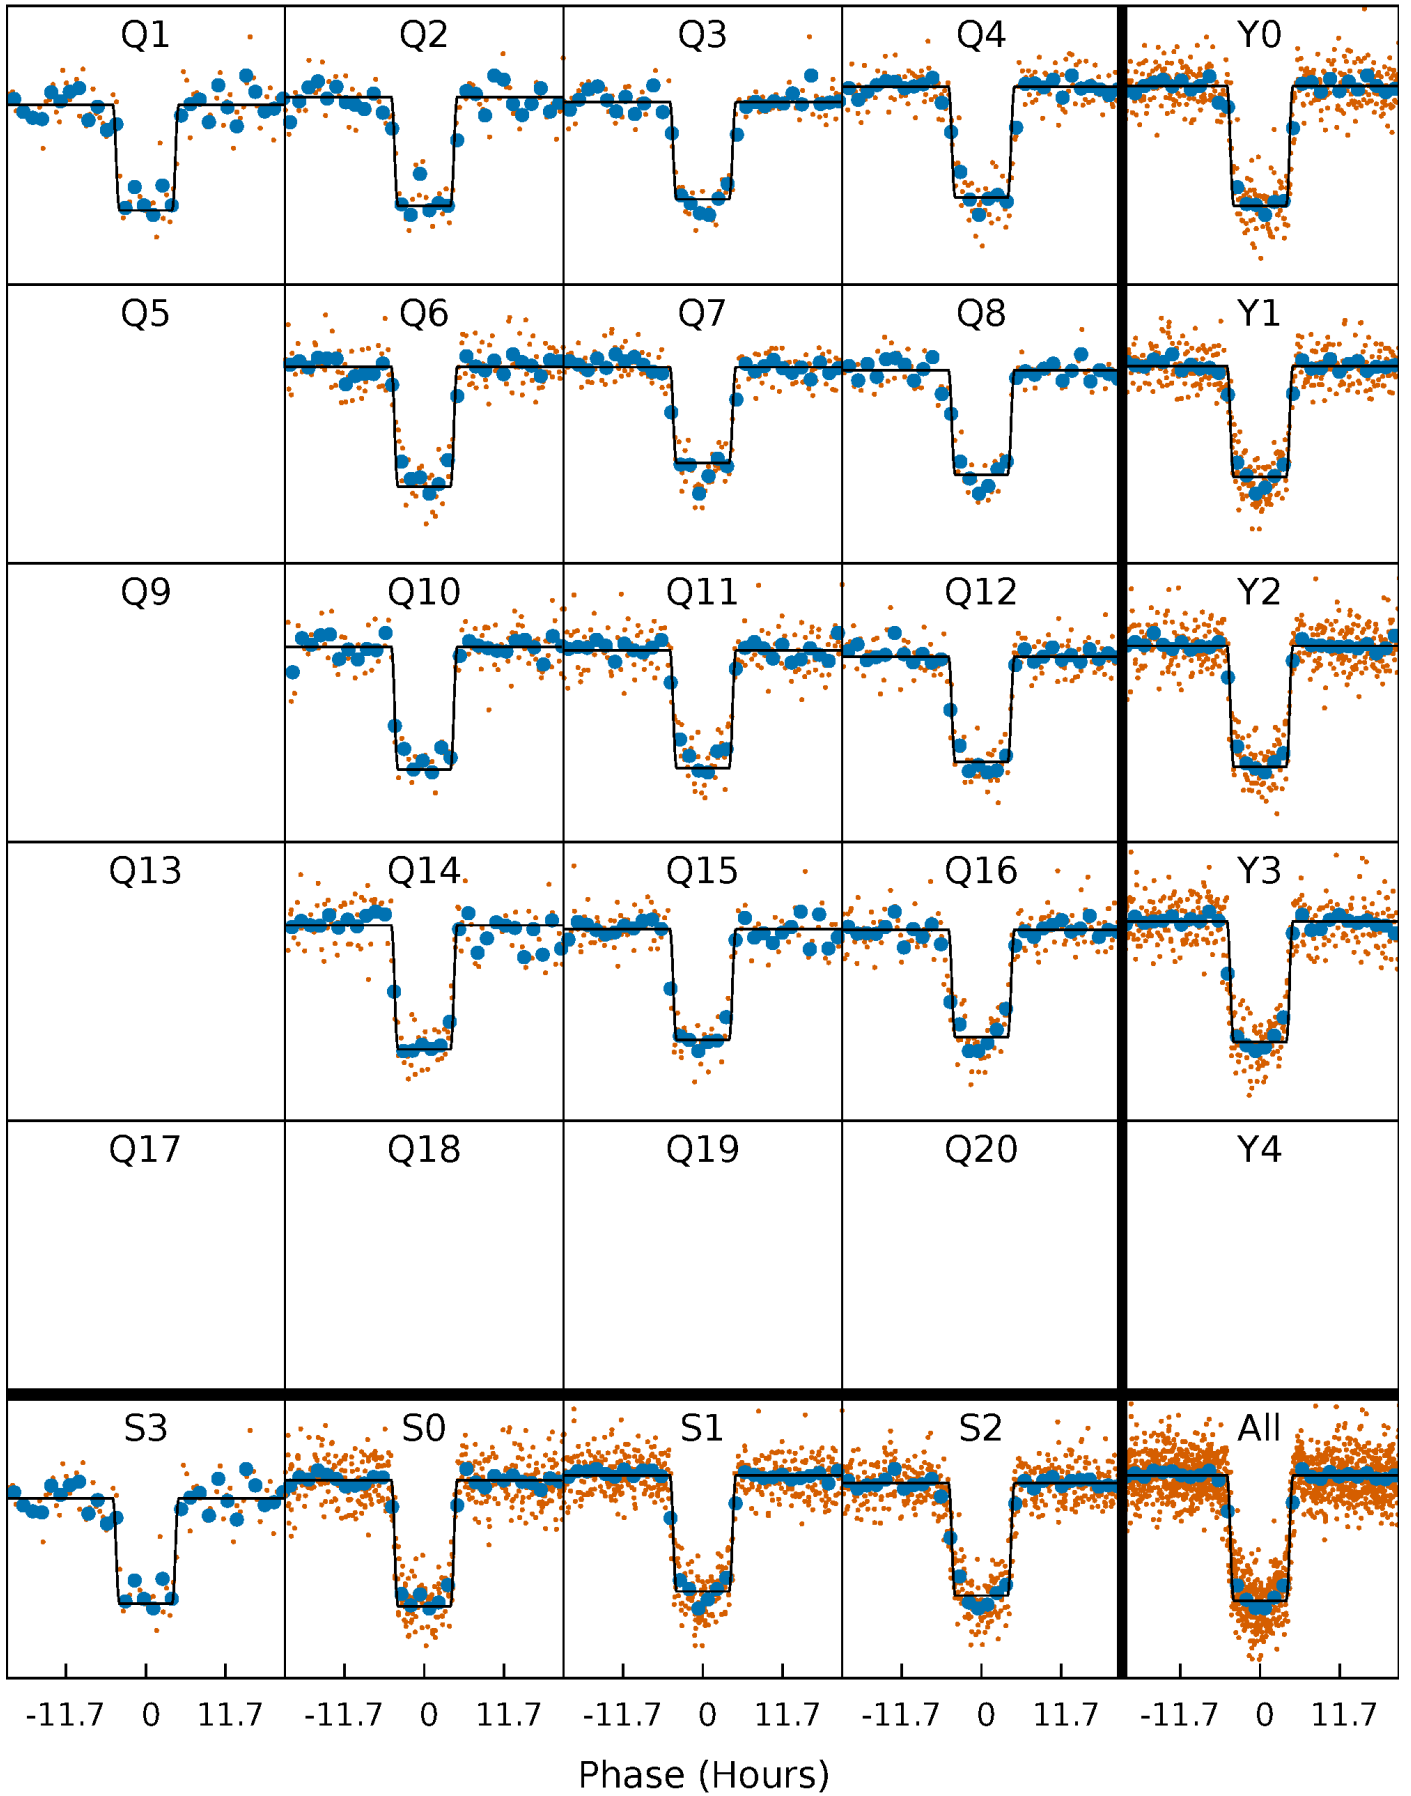 Q1 Q2 Q3 Q4 Y0
Q5 Q6 Q7 Q8 Y1
Q9 Q10 Q11 Q12 Y2
Q13 Q14 Q15 Q16 Y3
Q17 Q18 Q19 Q20 Y4
S3 S0 S1 S2 All
-11.7 0 11.7 -11.7 0 11.7 -11.7 0 11.7 -11.7 0 11.7 -11.7 0 11.7
Phase (Hours)